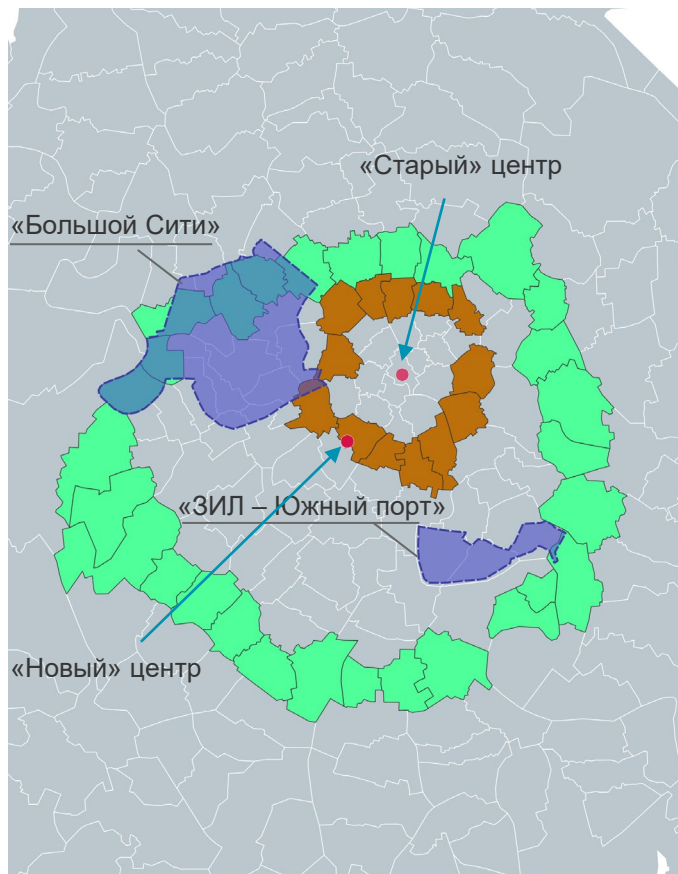 «Старый» центр
«Большой Сити»
«ЗИЛ – Южный порт»
«Новый» центр